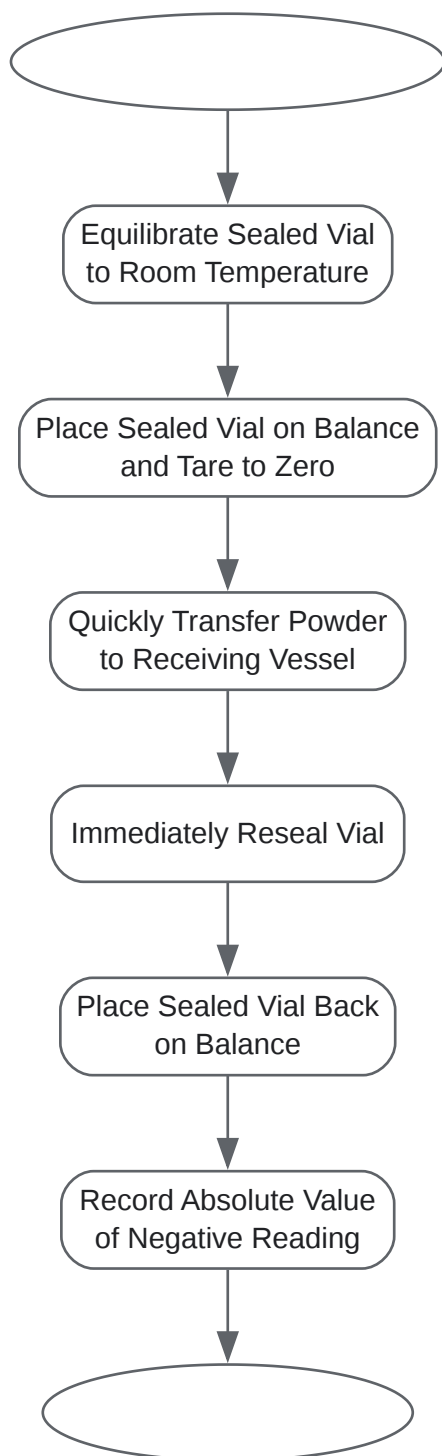 Equilibrate Sealed Vial
to Room Temperature
Place Sealed Vial on Balance
and Tare to Zero
Quickly Transfer Powder
to Receiving Vessel
Immediately Reseal Vial
Place Sealed Vial Back
on Balance
Record Absolute Value
of Negative Reading